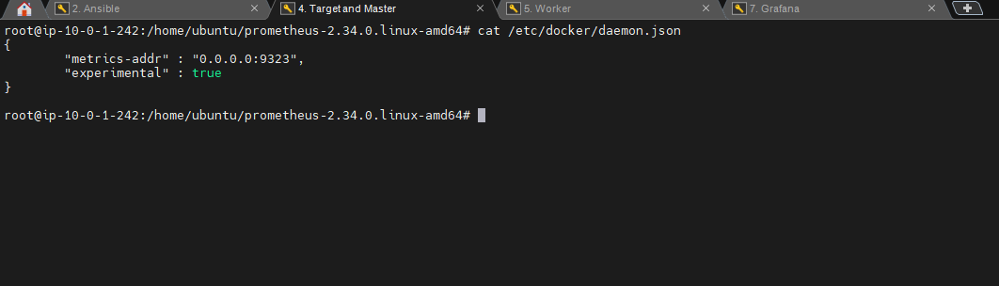 2. Ansible
4. Target and Master
5. Worker
7. Grafana
root@ip-10-0-1-242:/home/ubuntu/prometheus-2.34.0.linux-amd64# cat /etc/docker/daemon.json
{
        "metrics-addr" : "0.0.0.0:9323",
        "experimental" : true
}
root@ip-10-0-1-242:/home/ubuntu/prometheus-2.34.0.linux-amd64#